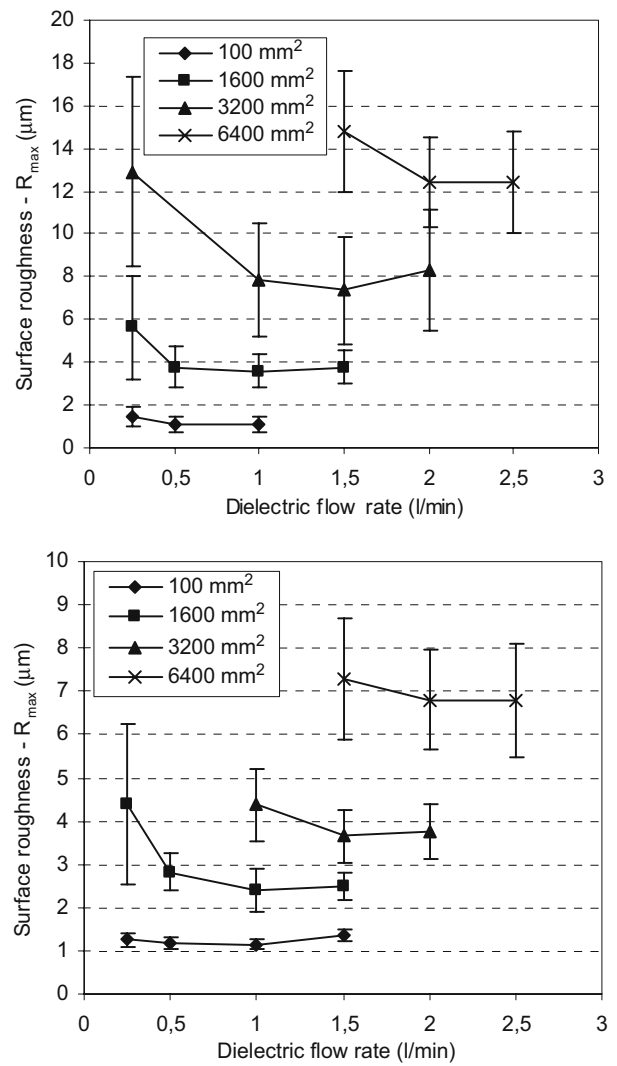 20
18
16
14
12
10
8
6
4
2
0
Surface roughness - Rmax (μm)
100 mm²
1600 mm²
3200 mm²
6400 mm²
0 0,5 1 1,5 2 2,5 3
Dielectric flow rate (l/min)
10
9
8
7
6
5
4
3
2
1
0
Surface roughness - Rmax (μm)
100 mm²
1600 mm²
3200 mm²
6400 mm²
0 0,5 1 1,5 2 2,5 3
Dielectric flow rate (l/min)